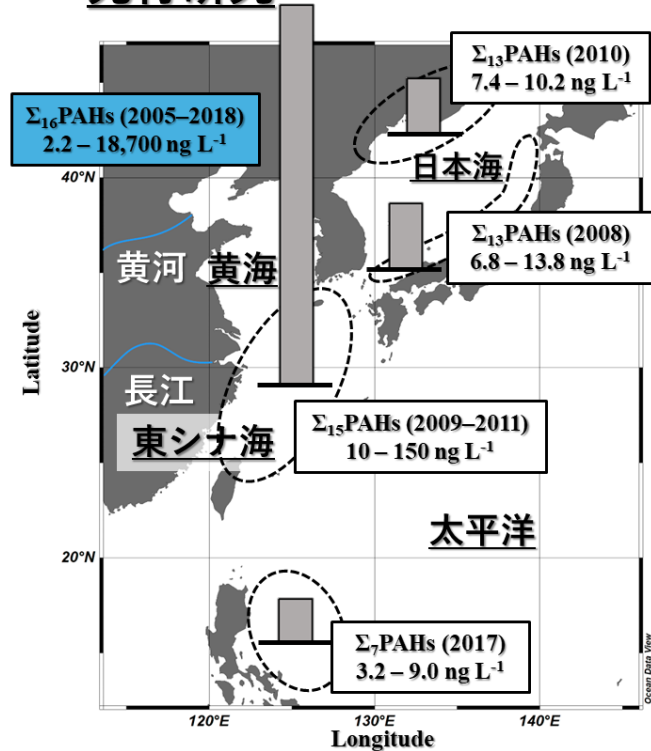 Σ₁₃PAHs (2010)
7.4 – 10.2 ng L⁻¹
Σ₁₆PAHs (2005–2018)
2.2 – 18,700 ng L⁻¹
40°N
日本海
Σ₁₃PAHs (2008)
6.8 – 13.8 ng L⁻¹
黄河
黄海
Latitude
30°N
長江
東シナ海
Σ₁₅PAHs (2009–2011)
10 – 150 ng L⁻¹
太平洋
20°N
Σ₇PAHs (2017)
3.2 – 9.0 ng L⁻¹
Ocean Data View
120°E
130°E
140°E
Longitude